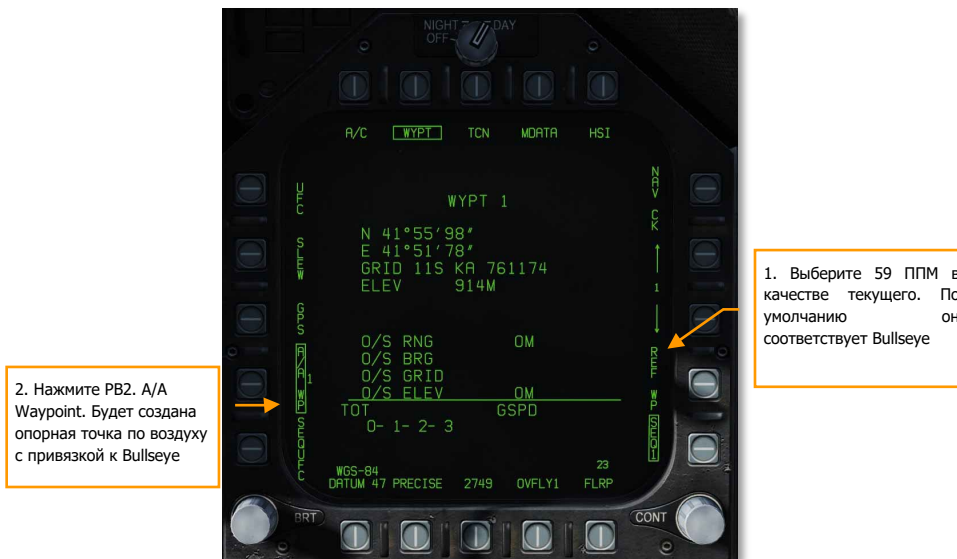 NIGHT DAY
OFF
A/C WYPT TCN MDATA HSI
UFC
SLEW
GPS
A/A WP 1
SEQUFC
WYPT 1
N 41°55'98"
E 41°51'78"
GRID 11S KA 761174
ELEV 914M
O/S RNG 0M
O/S BRG
O/S GRID
O/S ELEV 0M
TOT GSPD
0- 1- 2- 3
NAV CK
1
REF WP
SEQ1
WGS-84 23
DATUM 47 PRECISE 2749 OVFLY1 FLRP
BRT
CONT
1. Выберите 59 ППМ в
качестве текущего. По
умолчанию он
соответствует Bullseye
2. Нажмите PB2. A/A
Waypoint. Будет создана
опорная точка по воздуху
с привязкой к Bullseye